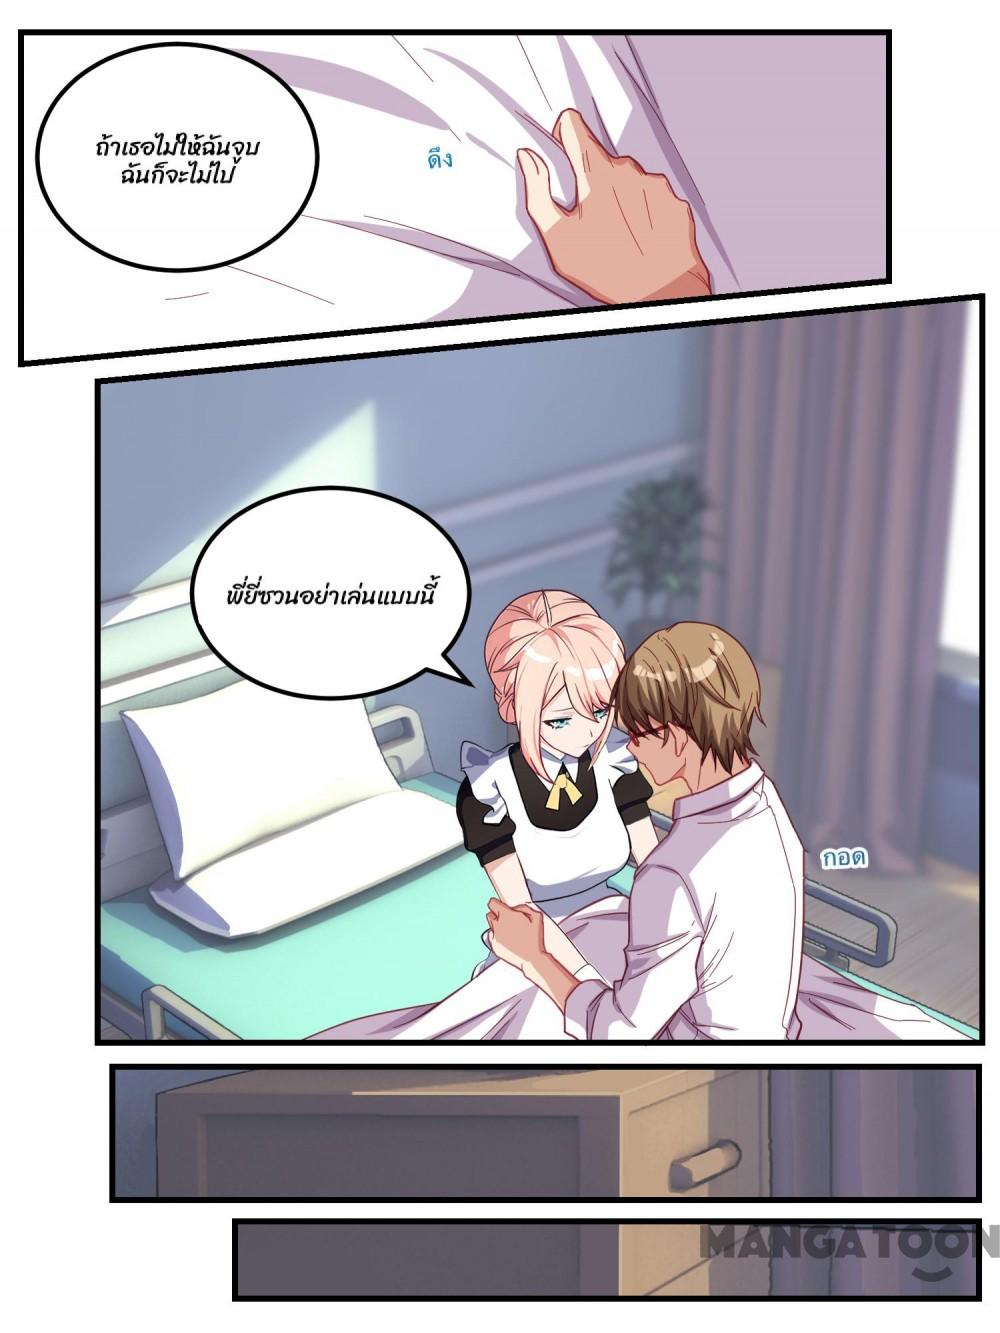 ถ้าเธอไม่ให้ฉันจูบ
ฉันก็จะไม่ไป
ดึง
พี่ยี่ซวนอย่าเล่นแบบนี้
กอด
MANGATOON